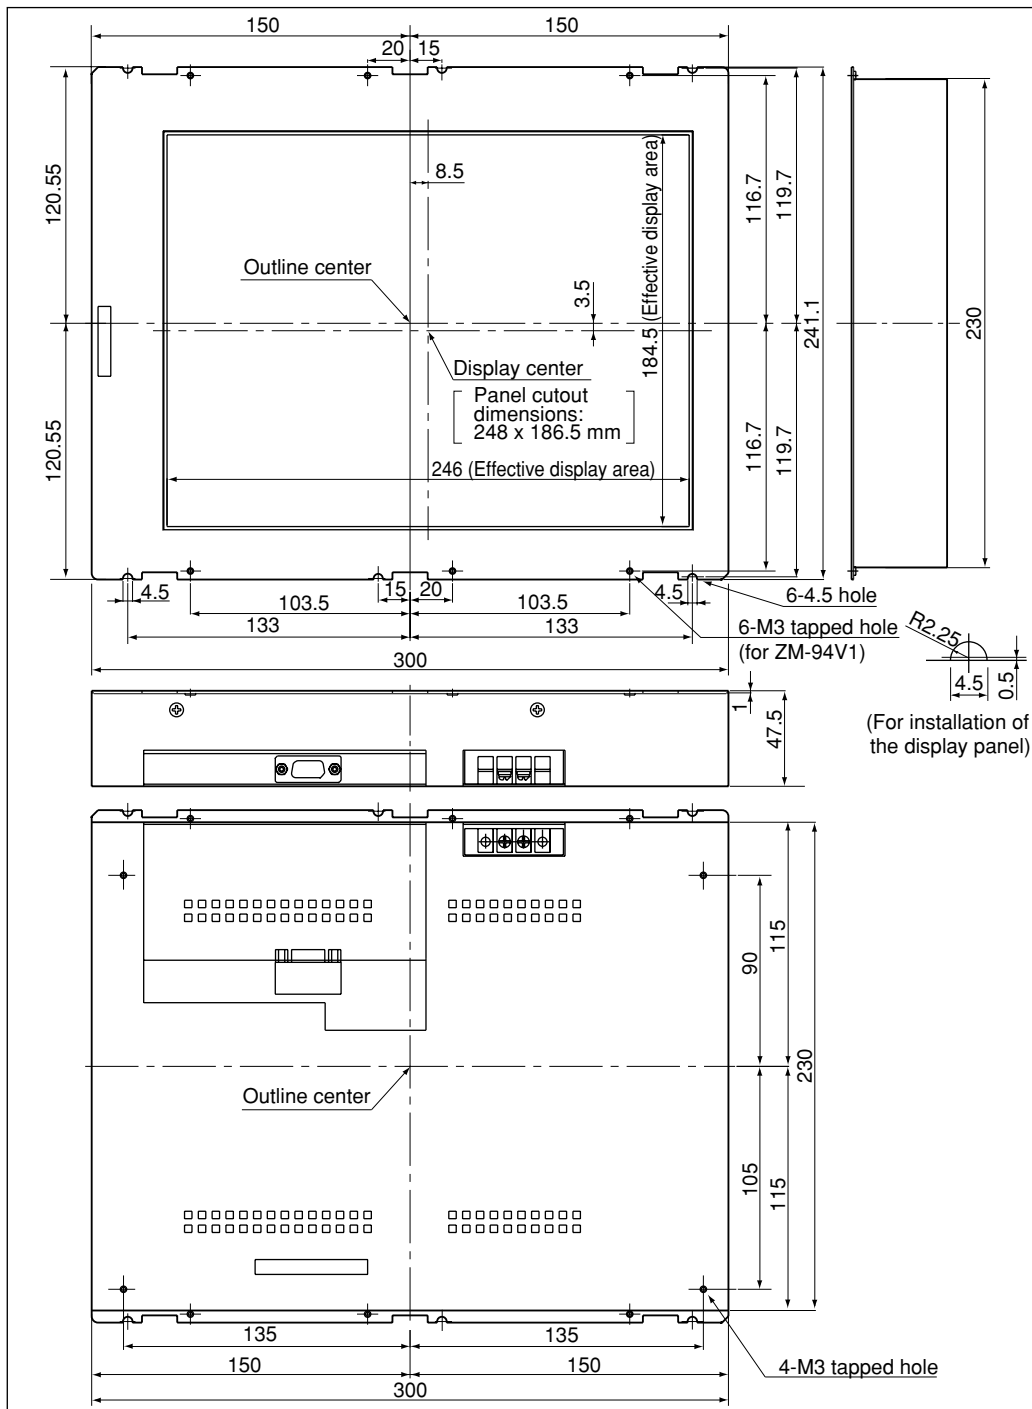 150
150
20
15
8.5
120.55
Outline center
184.5 (Effective display area)
3.5
116.7
119.7
241.1
230
Display center
Panel cutout
dimensions:
248 x 186.5 mm
246 (Effective display area)
120.55
116.7
119.7
4.5
15
20
4.5
6-4.5 hole
103.5
103.5
6-M3 tapped hole
(for ZM-94V1)
133
133
300
R2.25
4.5
0.5
(For installation of
the display panel)
1
47.5
115
90
230
Outline center
105
115
135
135
150
150
4-M3 tapped hole
300